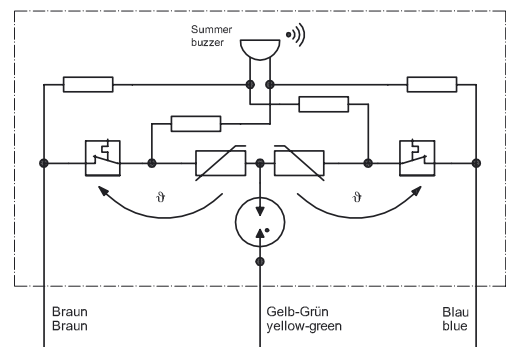 Summer
buzzer
ϑ
ϑ
Braun
Braun
Gelb-Grün
yellow-green
Blau
blue